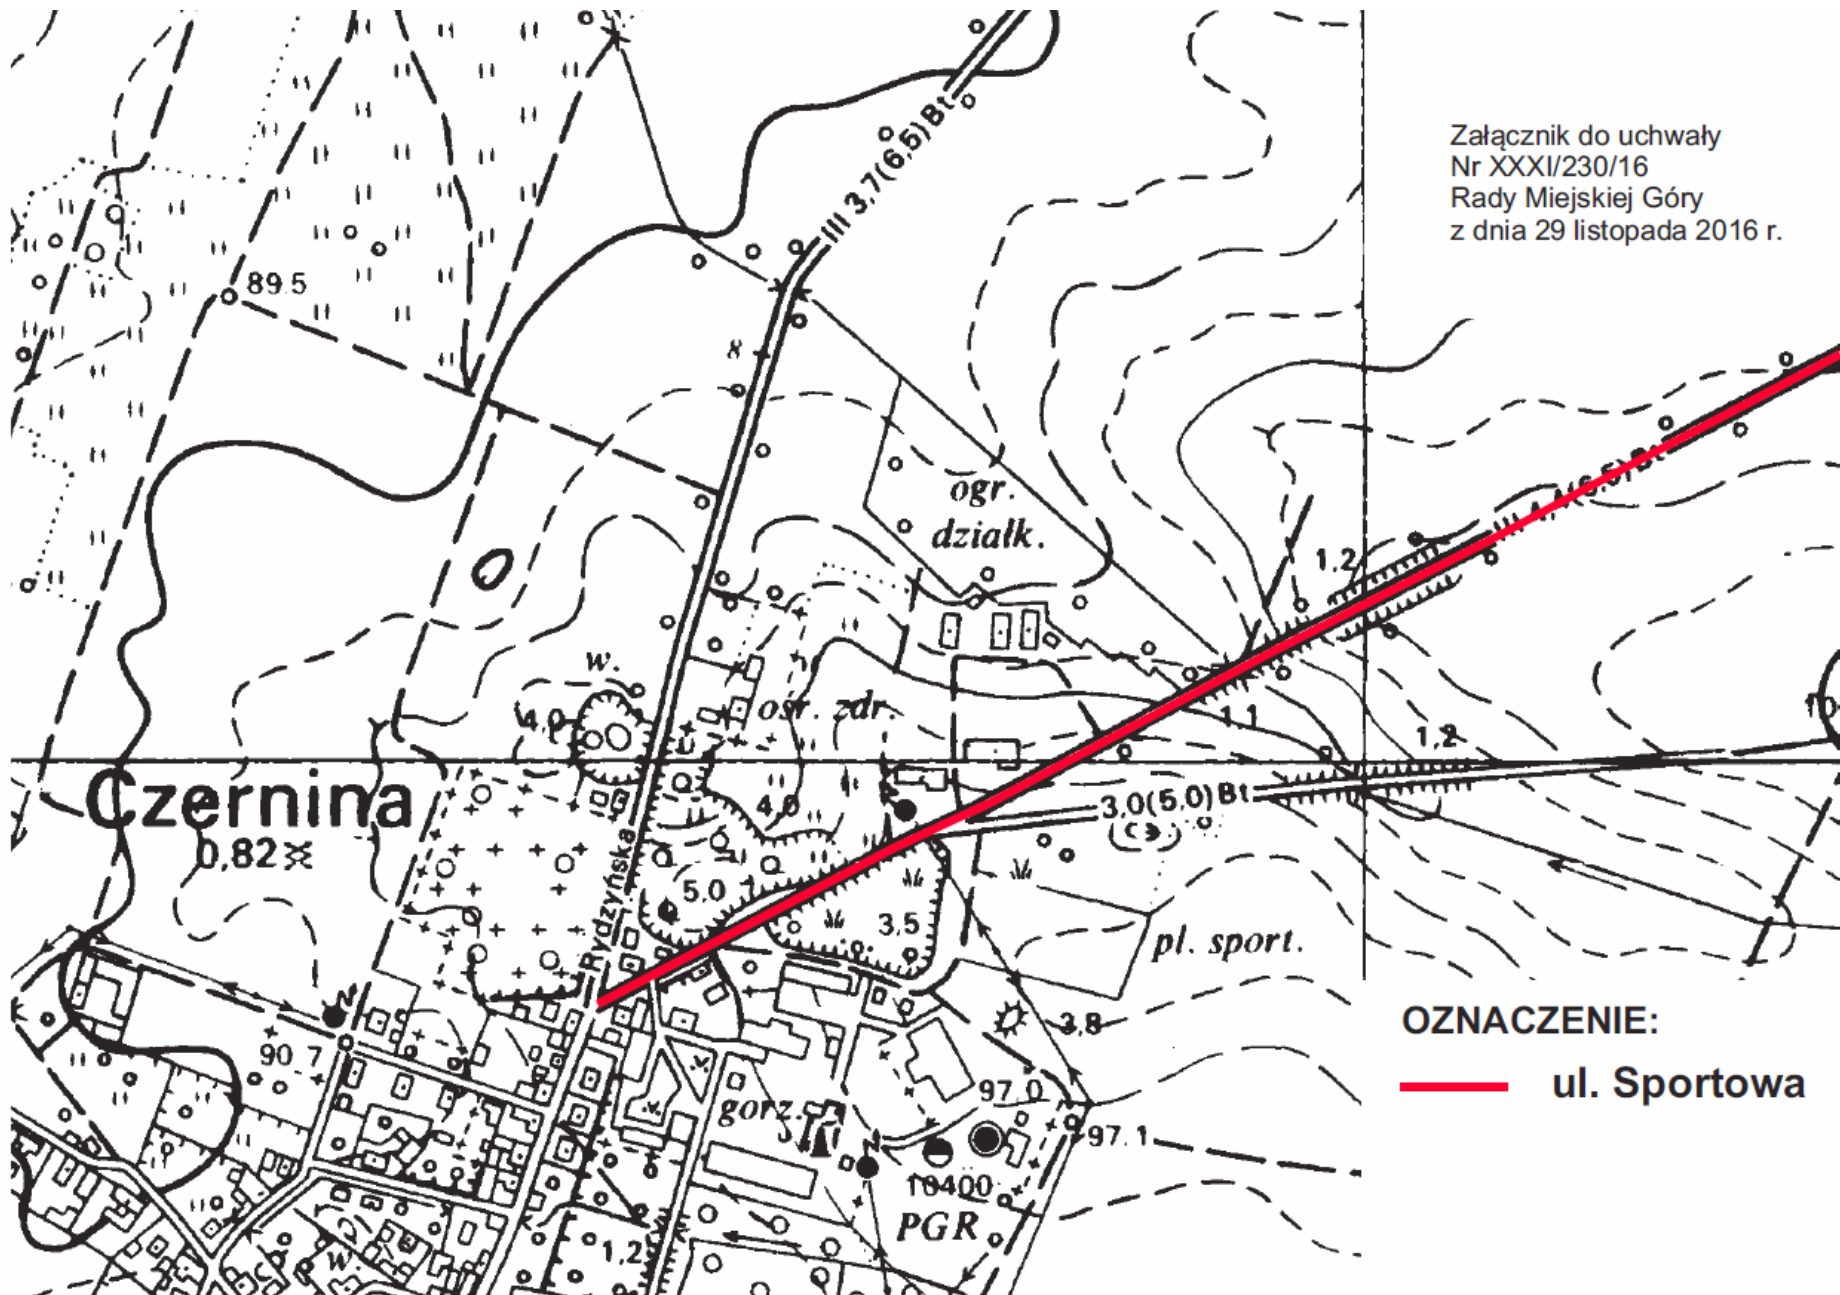 III 3,7(6,5)Bt
Załącznik do uchwały
Nr XXXI/230/16
Rady Miejskiej Góry
z dnia 29 listopada 2016 r.
89.5
8
ogr.
działk.
1,2
w.
4,0
osr. zdr.
1,1
1,2
Czernina
0,82
4,0
3,0(5,0)Bt
Rydzyńska
5,0
3,5
pl. sport.
OZNACZENIE:
ul. Sportowa
3,8
90.7
97.0
gorz.
97.1
10400
PGR
1,2
w.